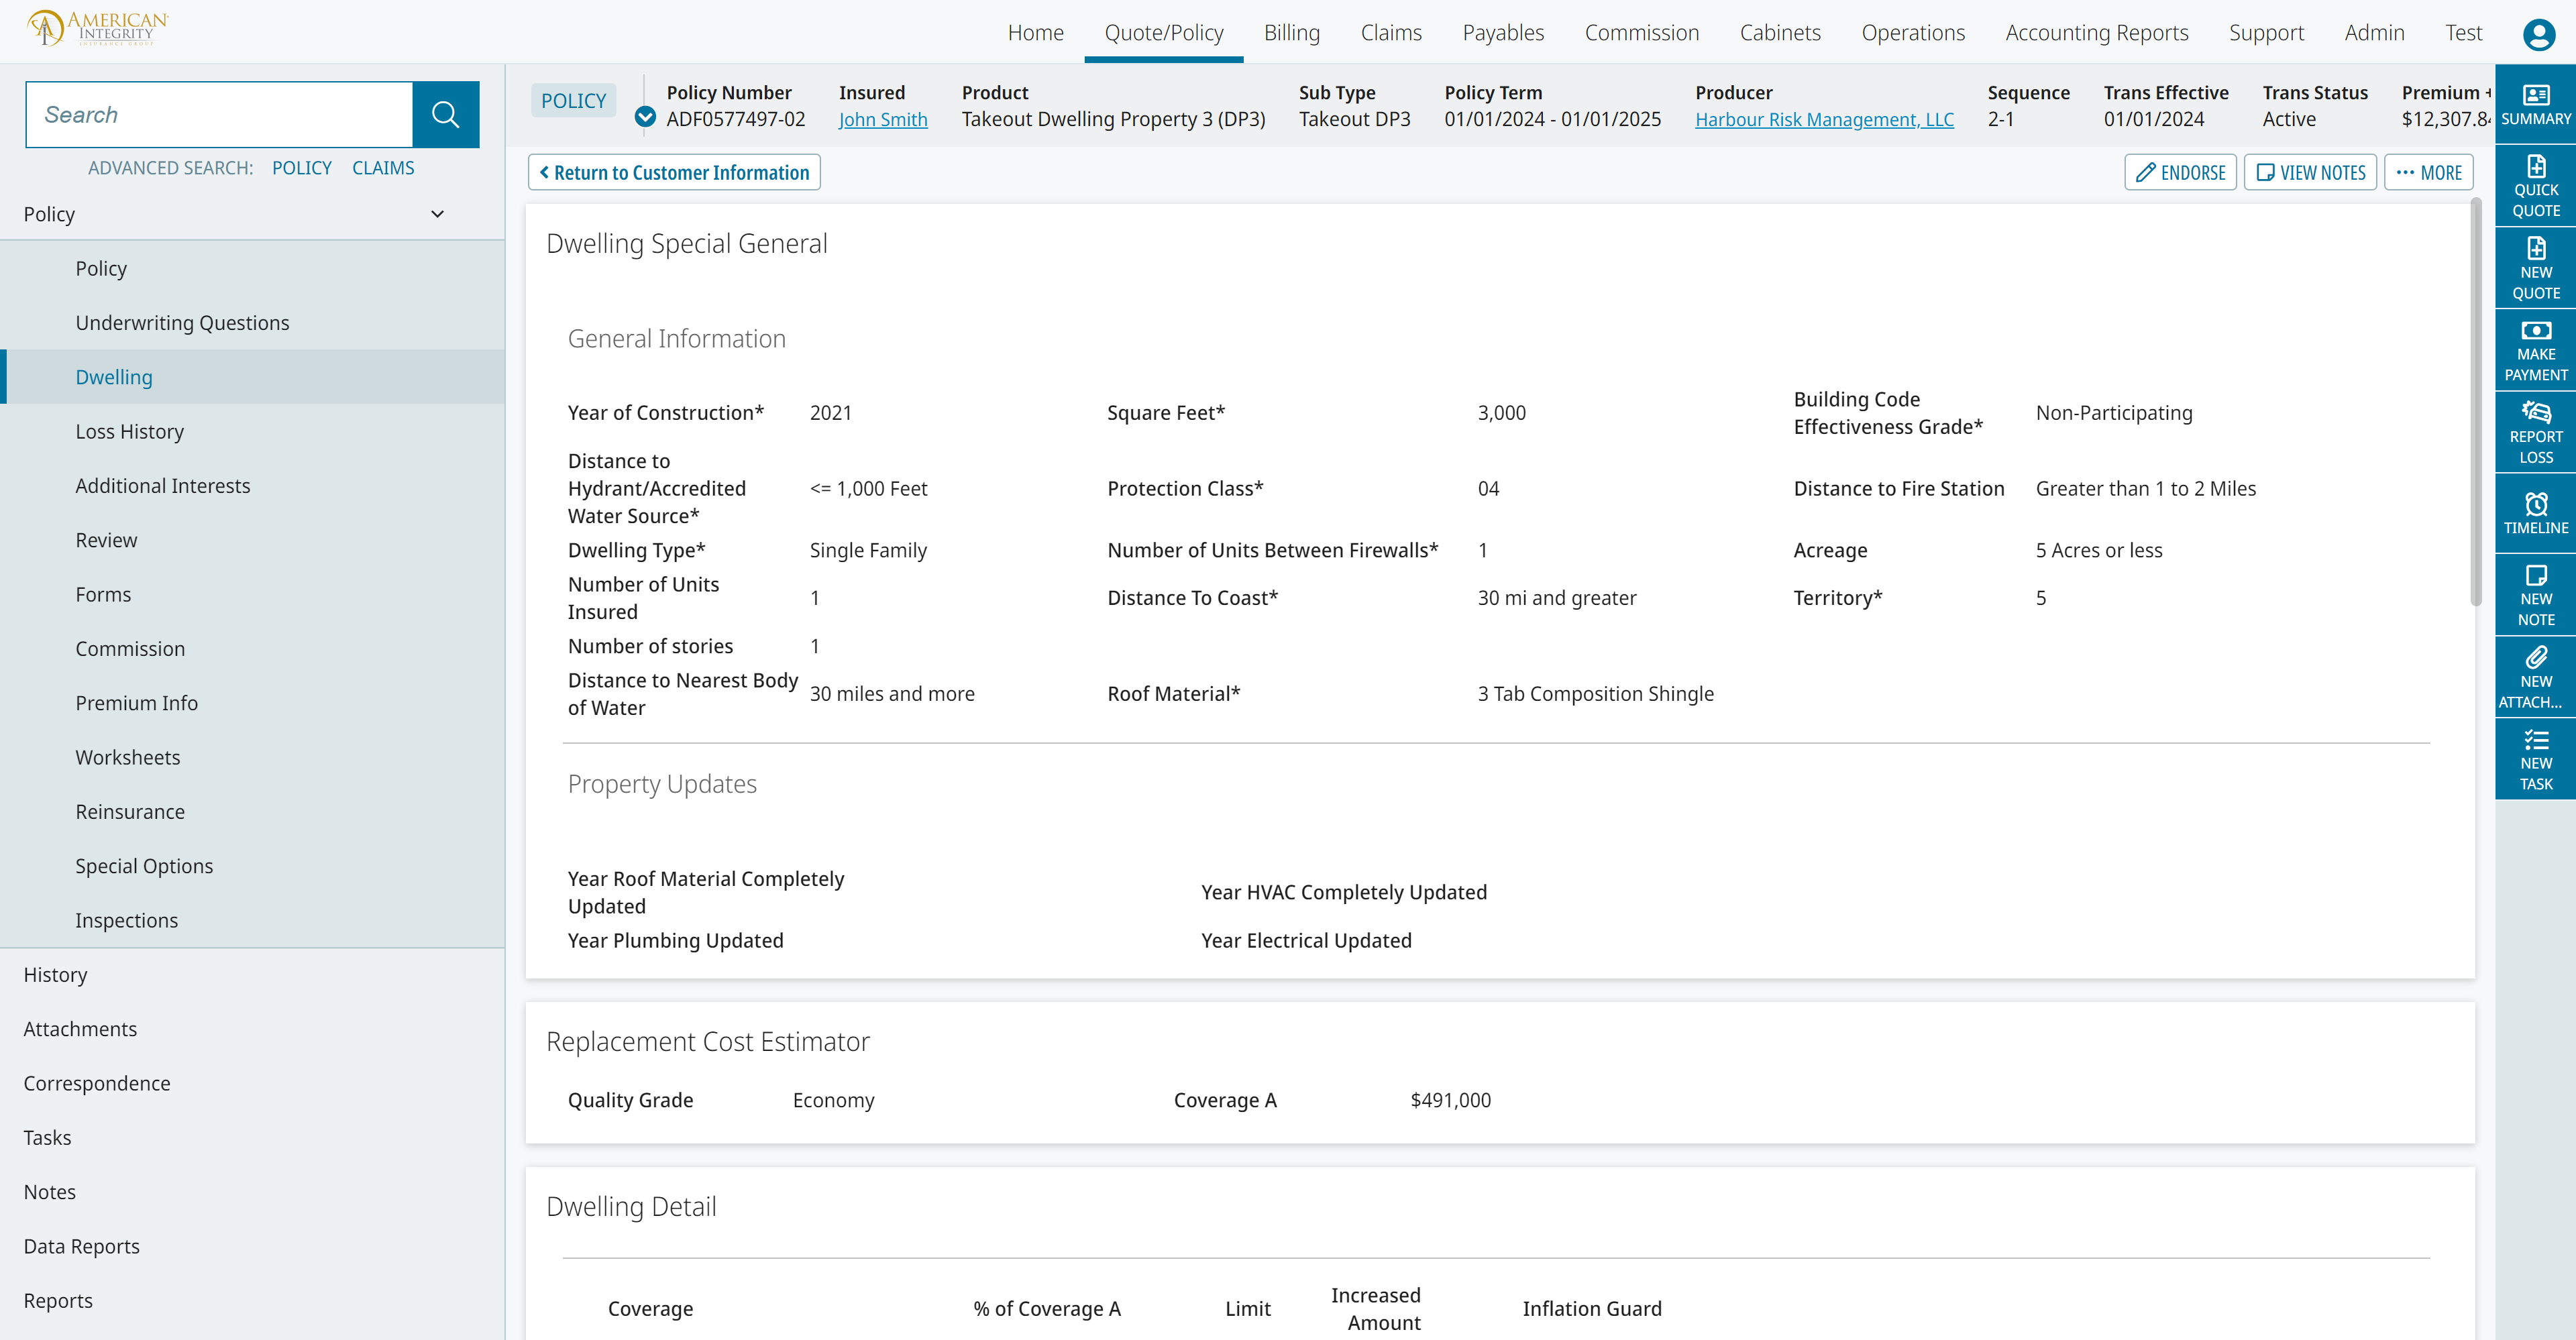 AMERICAN
INTEGRITY
INSURANCE GROUP
Home Quote/Policy Billing Claims Payables Commission Cabinets Operations Accounting Reports Support Admin Test
Search
ADVANCED SEARCH: POLICY CLAIMS
Policy
Policy
Underwriting Questions
Dwelling
Loss History
Additional Interests
Review
Forms
Commission
Premium Info
Worksheets
Reinsurance
Special Options
Inspections
History
Attachments
Correspondence
Tasks
Notes
Data Reports
Reports
POLICY
Policy Number Insured Product Sub Type Policy Term Producer Sequence Trans Effective Trans Status Premium +
ADF0577497-02 John Smith Takeout Dwelling Property 3 (DP3) Takeout DP3 01/01/2024 - 01/01/2025 Harbour Risk Management, LLC 2-1 01/01/2024 Active $12,307.84
Return to Customer Information
ENDORSE VIEW NOTES MORE
Dwelling Special General
General Information
Year of Construction* 2021 Square Feet* 3,000 Building Code
Effectiveness Grade* Non-Participating
Distance to
Hydrant/Accredited
Water Source* <= 1,000 Feet Protection Class* 04 Distance to Fire Station Greater than 1 to 2 Miles
Dwelling Type* Single Family Number of Units Between Firewalls* 1 Acreage 5 Acres or less
Number of Units
Insured 1 Distance To Coast* 30 mi and greater Territory* 5
Number of stories 1
Distance to Nearest Body
of Water 30 miles and more Roof Material* 3 Tab Composition Shingle
Property Updates
Year Roof Material Completely
Updated Year HVAC Completely Updated
Year Plumbing Updated Year Electrical Updated
Replacement Cost Estimator
Quality Grade Economy Coverage A $491,000
Dwelling Detail
Coverage % of Coverage A Limit Increased
Amount Inflation Guard
SUMMARY
QUICK
QUOTE
NEW
QUOTE
MAKE
PAYMENT
REPORT
LOSS
TIMELINE
NEW
NOTE
NEW
ATTACH...
NEW
TASK